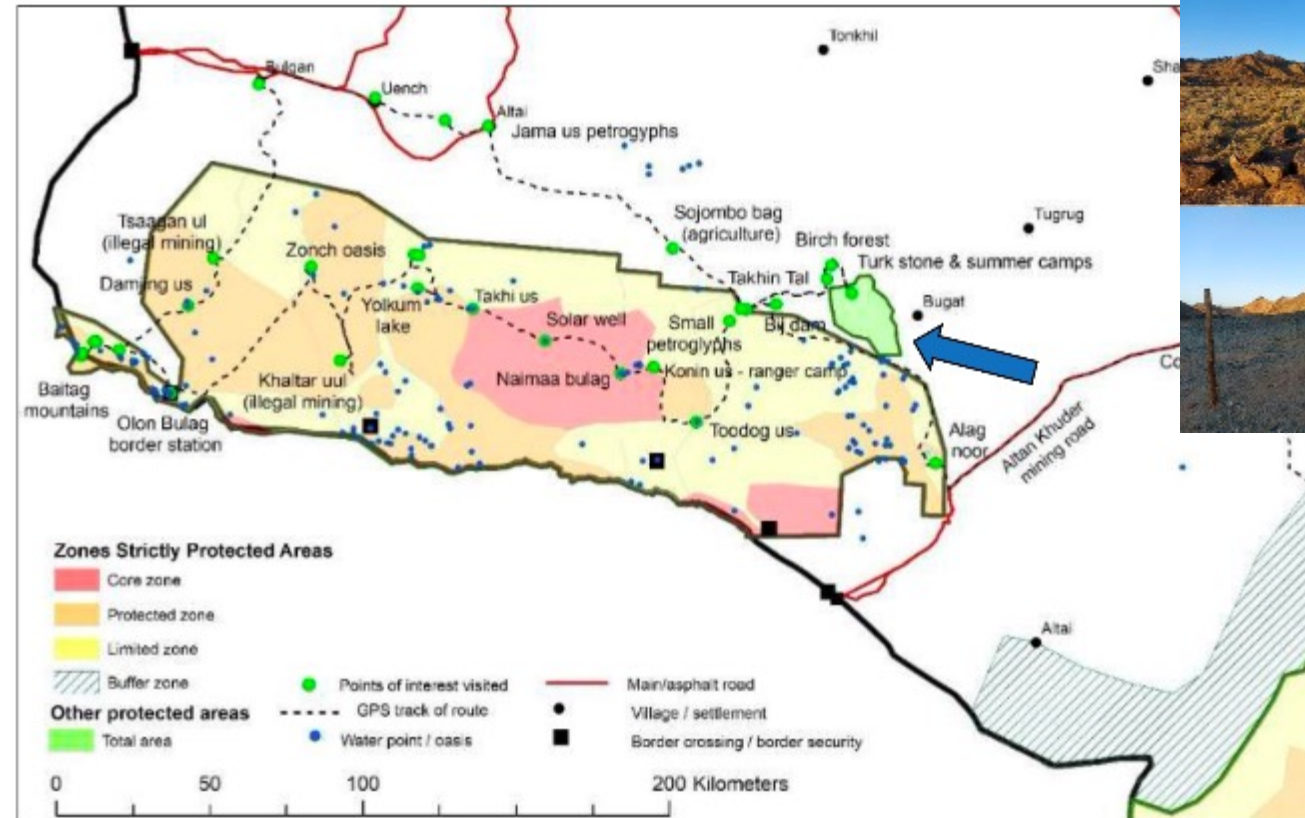 Tonkhil
Sha
Bulgan
Uench
Altai
Jama us petrogyphs
Tsaagan ul
(illegal mining)
Zonch oasis
Sojombo bag
(agriculture)
Birch forest
Tugrug
Turk stone & summer camps
Damjing us
Yolkum
lake
Takhi us
Takhin Tal
Bugat
Solar well
Small
petroglyphs
Bij dam
Naimaa bulag
Konin us - ranger camp
Khaltar uul
(illegal mining)
Baitag
mountains
Olon Bulag
border station
Toodog us
Alag
noor
Altan Khuder
mining road
Zones Strictly Protected Areas
Core zone
Protected zone
Limited zone
Buffer zone
Other protected areas
Total area
Points of interest visited
GPS track of route
Water point / oasis
Main/asphalt road
Village / settlement
Border crossing / border security
Altai
0 50 100 200 Kilometers